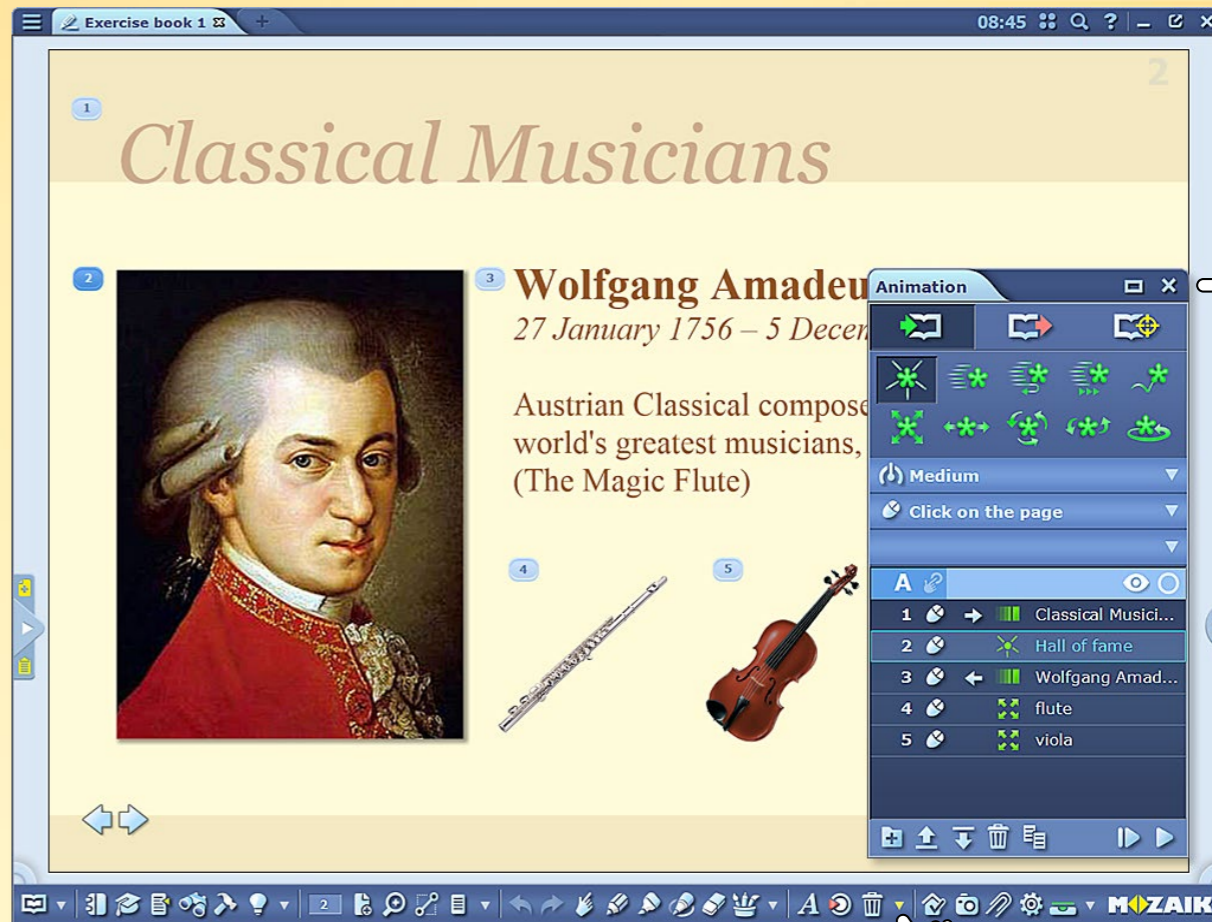 Exercise book 1
08:45
2
1
Classical Musicians
2
3
Wolfgang Amadeu
27 January 1756 – 5 Decem
Austrian Classical compose
world's greatest musicians,
(The Magic Flute)
4
5
Animation
Medium
Click on the page
A
1 Classical Musici...
2 Hall of fame
3 Wolfgang Amad...
4 flute
5 viola
2
A
MOZAIK